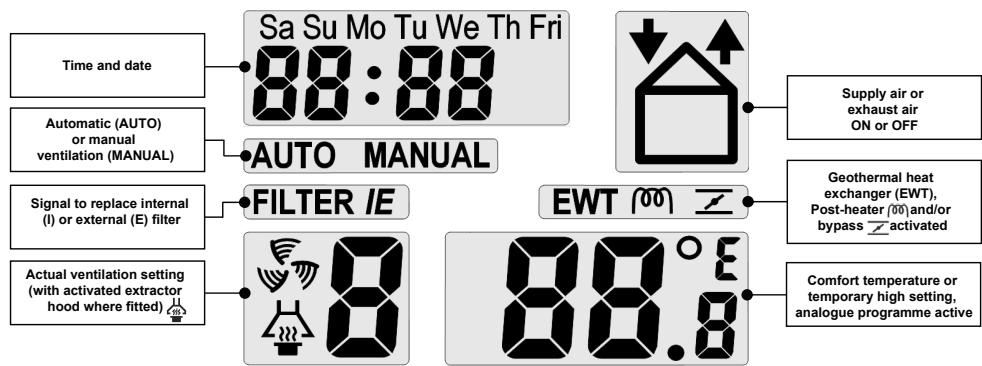 Sa Su Mo Tu We Th Fri
88:88
Time and date
Supply air or
exhaust air
ON or OFF
Automatic (AUTO)
or manual
ventilation (MANUAL)
AUTO MANUAL
Signal to replace internal
(I) or external (E) filter
FILTER IE
EWT
Geothermal heat
exchanger (EWT),
Post-heater and/or
bypass activated
Actual ventilation setting
(with activated extractor
hood where fitted)
8
88.8°E
Comfort temperature or
temporary high setting,
analogue programme active